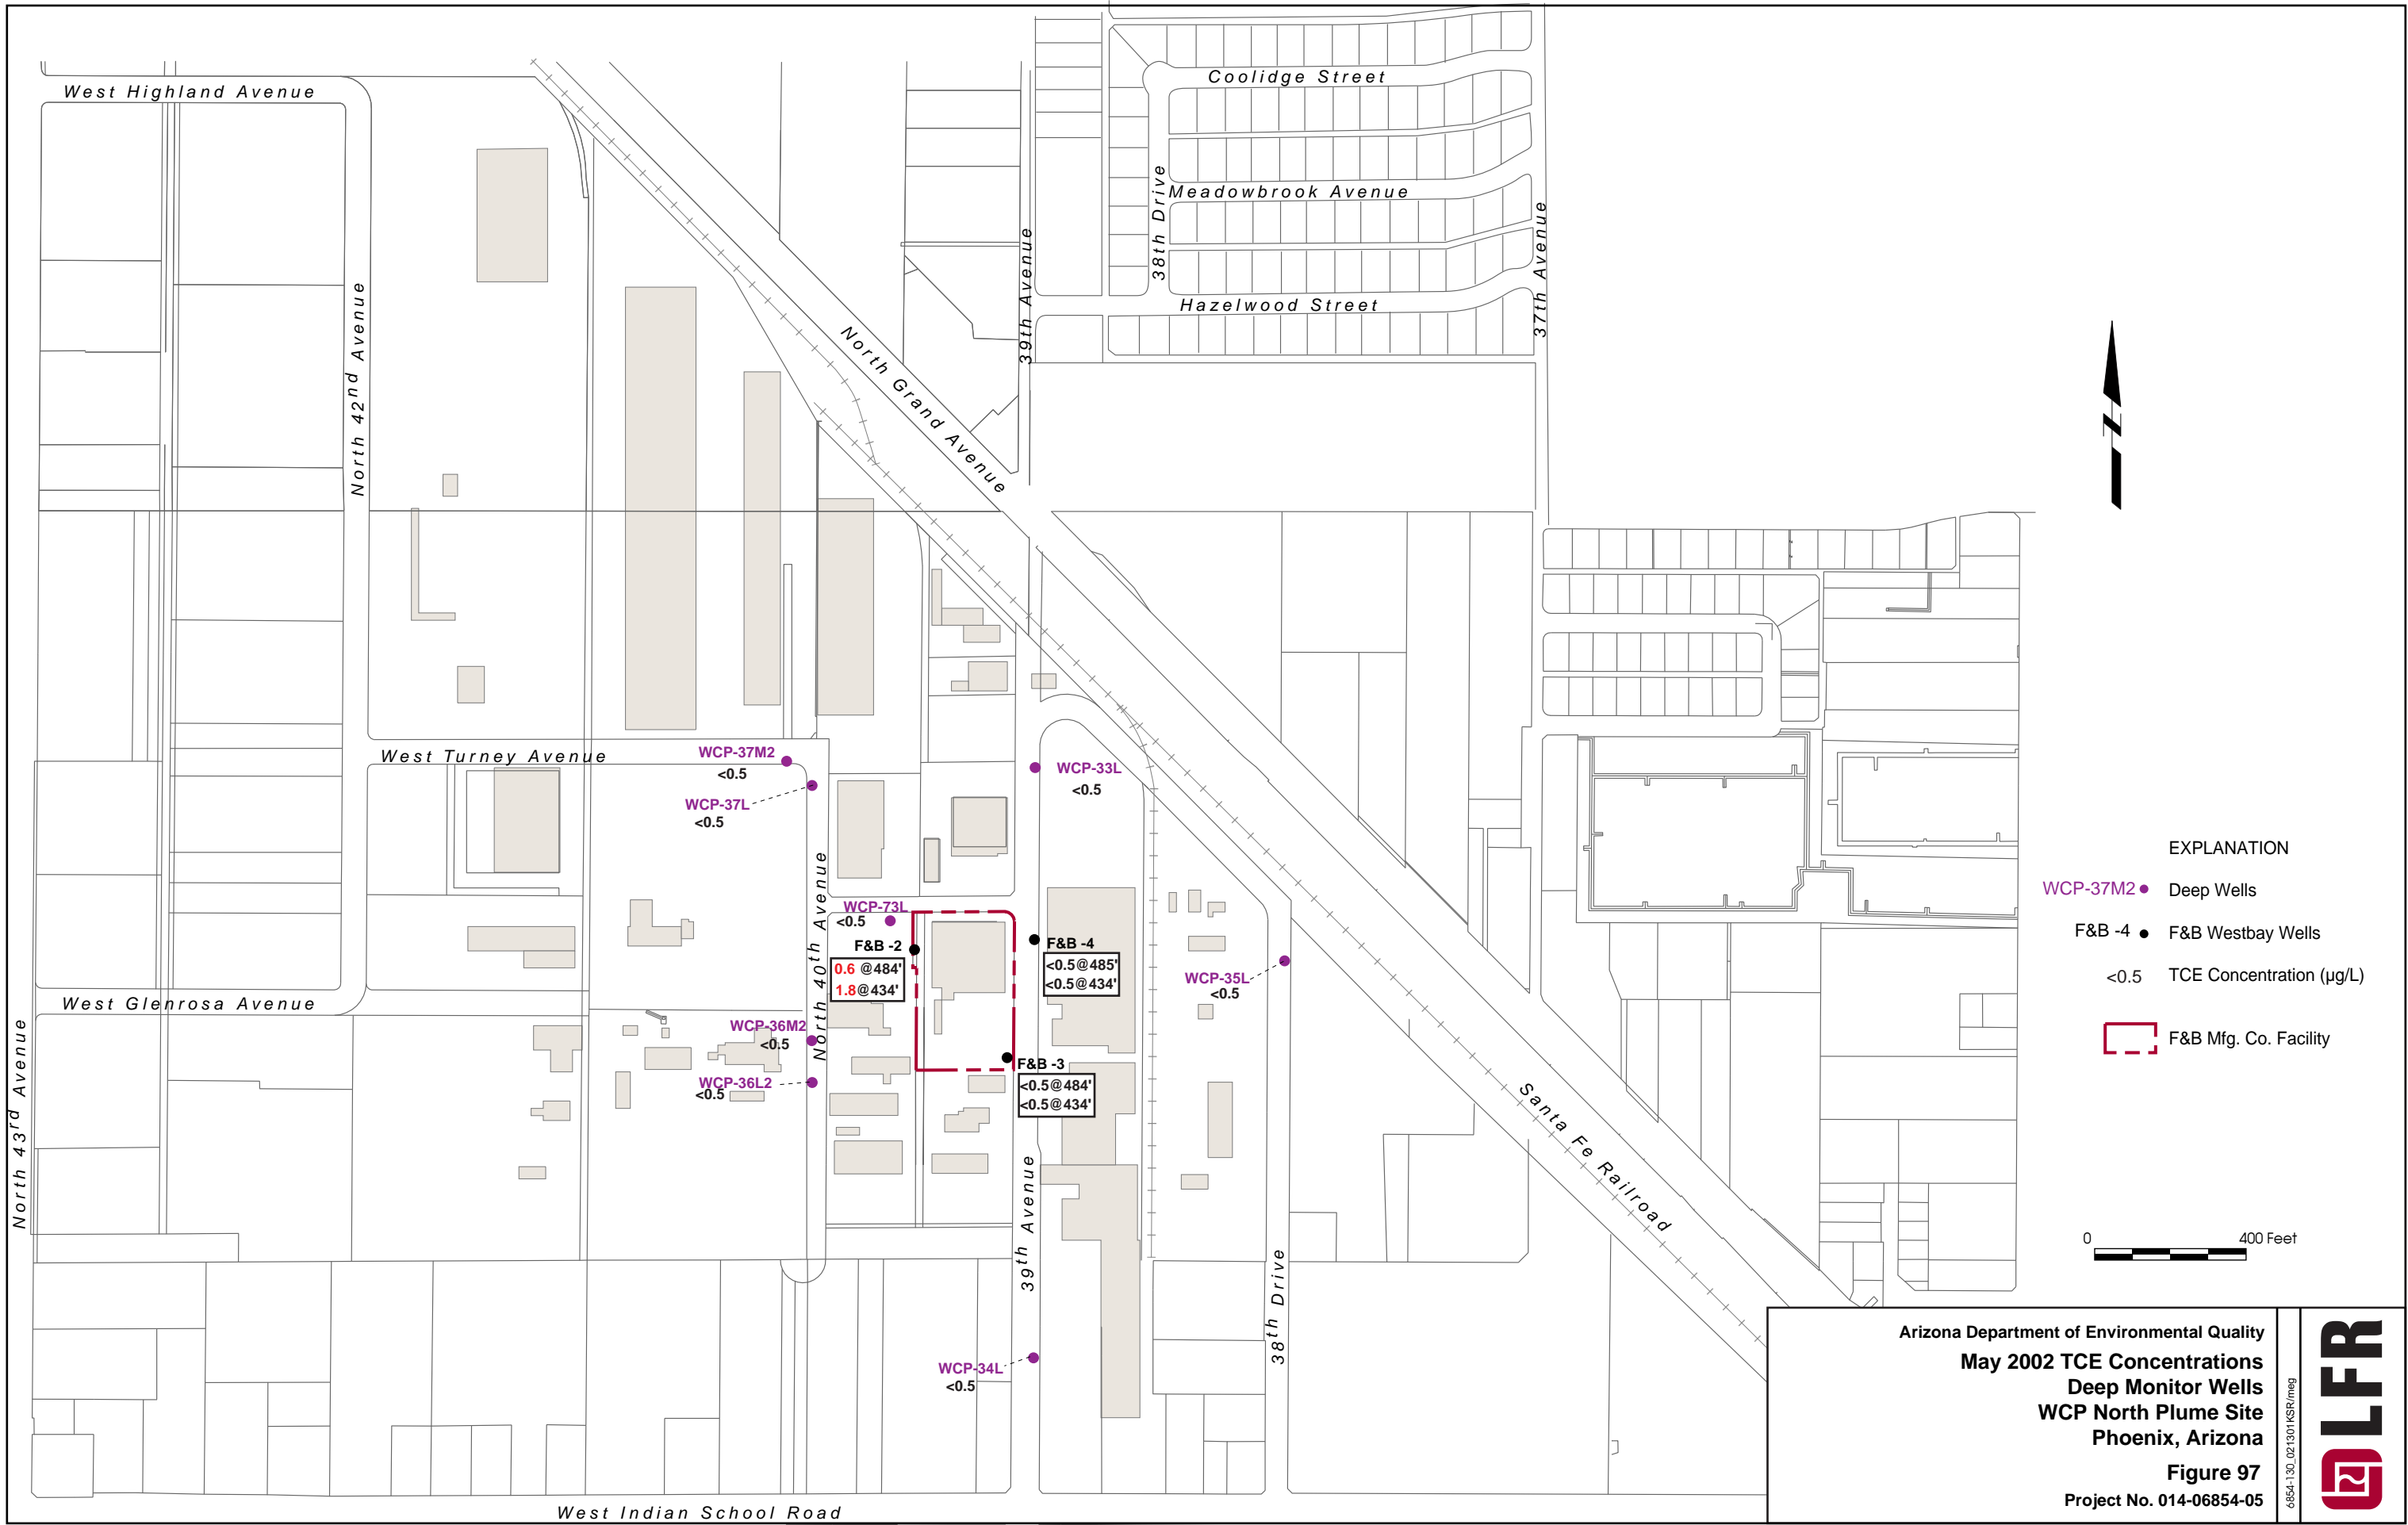 West Highland Avenue
Coolidge Street
38th Drive
Meadowbrook Avenue
37th Avenue
39th Avenue
Hazelwood Street
North 42nd Avenue
North Grand Avenue
West Turney Avenue
WCP-37M2
<0.5
WCP-37L
<0.5
WCP-33L
<0.5
North 40th Avenue
WCP-73L
<0.5
F&B -2
0.6 @484'
1.8@434'
F&B -4
<0.5@485'
<0.5@434'
WCP-35L
<0.5
West Glenrosa Avenue
North 43rd Avenue
WCP-36M2
<0.5
WCP-36L2
<0.5
F&B -3
<0.5@484'
<0.5@434'
Santa Fe Railroad
39th Avenue
38th Drive
WCP-34L
<0.5
West Indian School Road
N
EXPLANATION
WCP-37M2 Deep Wells
F&B -4 F&B Westbay Wells
<0.5 TCE Concentration (µg/L)
F&B Mfg. Co. Facility
0 400 Feet
Arizona Department of Environmental Quality
May 2002 TCE Concentrations
Deep Monitor Wells
WCP North Plume Site
Phoenix, Arizona
Figure 97
Project No. 014-06854-05
6854-130_021301KSR/meg
LFR